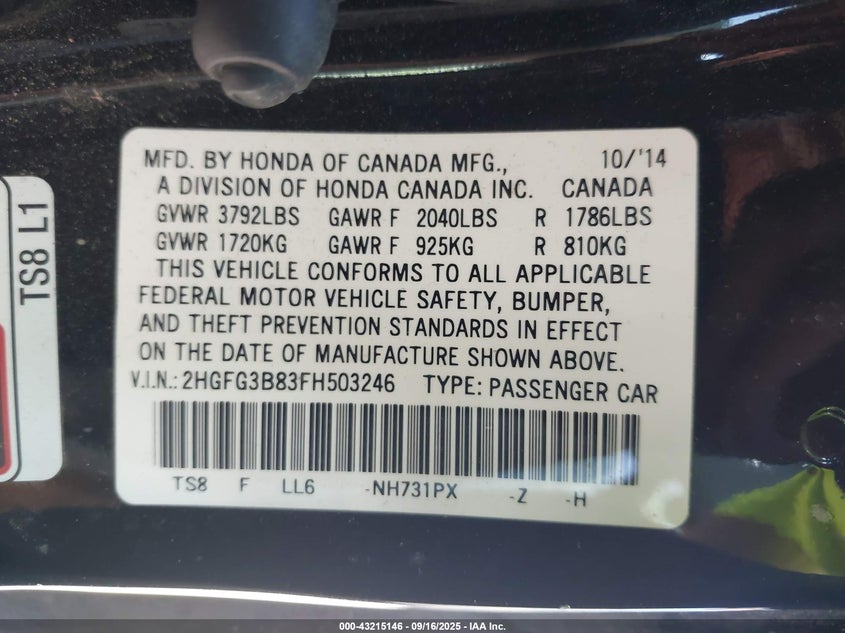 MFD. BY HONDA OF CANADA MFG., 10/'14
A DIVISION OF HONDA CANADA INC. CANADA
GVWR 3792LBS GAWR F 2040LBS R 1786LBS
GVWR 1720KG GAWR F 925KG R 810KG
THIS VEHICLE CONFORMS TO ALL APPLICABLE
FEDERAL MOTOR VEHICLE SAFETY, BUMPER,
AND THEFT PREVENTION STANDARDS IN EFFECT
ON THE DATE OF MANUFACTURE SHOWN ABOVE.
V.I.N.: 2HGFG3B83FH503246 TYPE: PASSENGER CAR
TS8 F LL6 -NH731PX -Z -H
TS8 L1
000-43215146 - 09/16/2025 - IAA Inc.